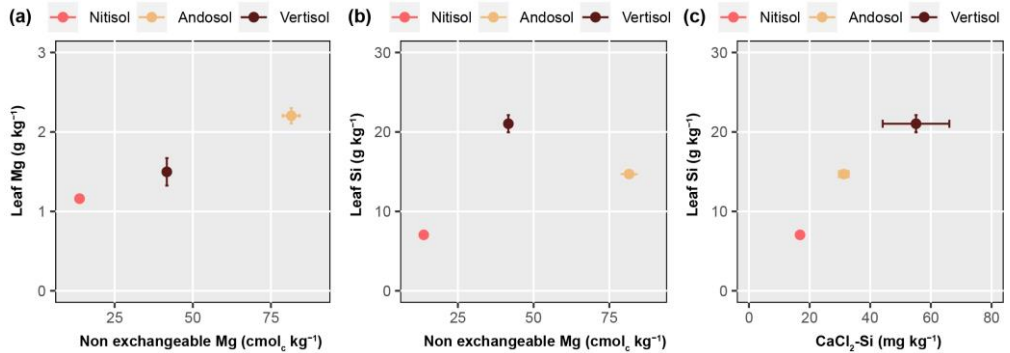 (a) Nitisol Andosol Vertisol
3
2
1
0
Leaf Mg (g kg⁻¹)
25 50 75
Non exchangeable Mg (cmol꜀ kg⁻¹)
(b) Nitisol Andosol Vertisol
30
20
10
0
Leaf Si (g kg⁻¹)
25 50 75
Non exchangeable Mg (cmol꜀ kg⁻¹)
(c) Nitisol Andosol Vertisol
30
20
10
0
Leaf Si (g kg⁻¹)
0 20 40 60 80
CaCl₂-Si (mg kg⁻¹)